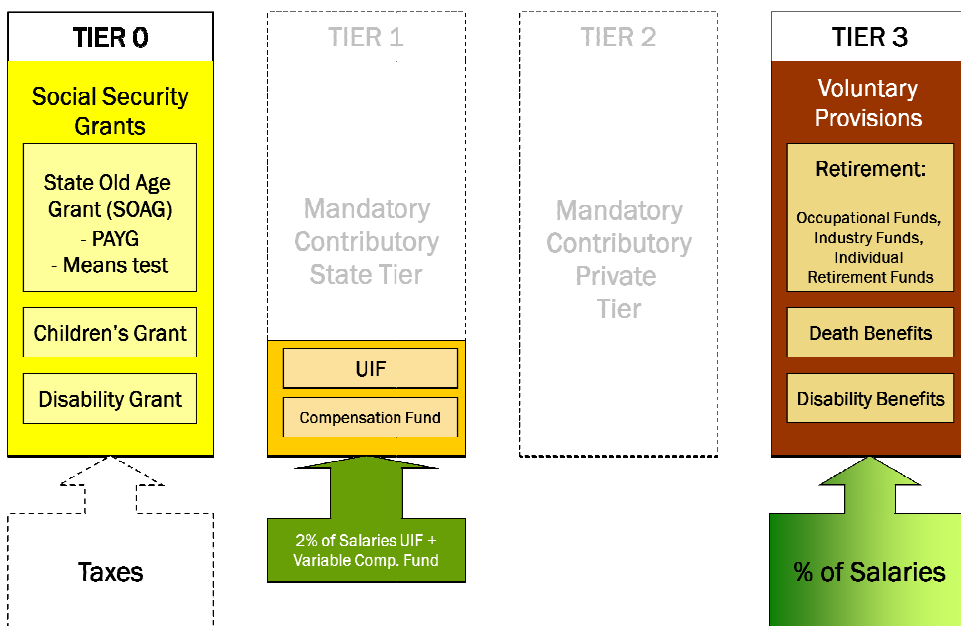 TIER 0
Social Security
Grants
State Old Age
Grant (SOAG)
- PAYG
- Means test
Children's Grant
Disability Grant
Taxes
TIER 1
Mandatory
Contributory
State Tier
UIF
Compensation Fund
2% of Salaries UIF +
Variable Comp. Fund
TIER 2
Mandatory
Contributory
Private
Tier
TIER 3
Voluntary
Provisions
Retirement:
Occupational Funds,
Industry Funds,
Individual
Retirement Funds
Death Benefits
Disability Benefits
% of Salaries